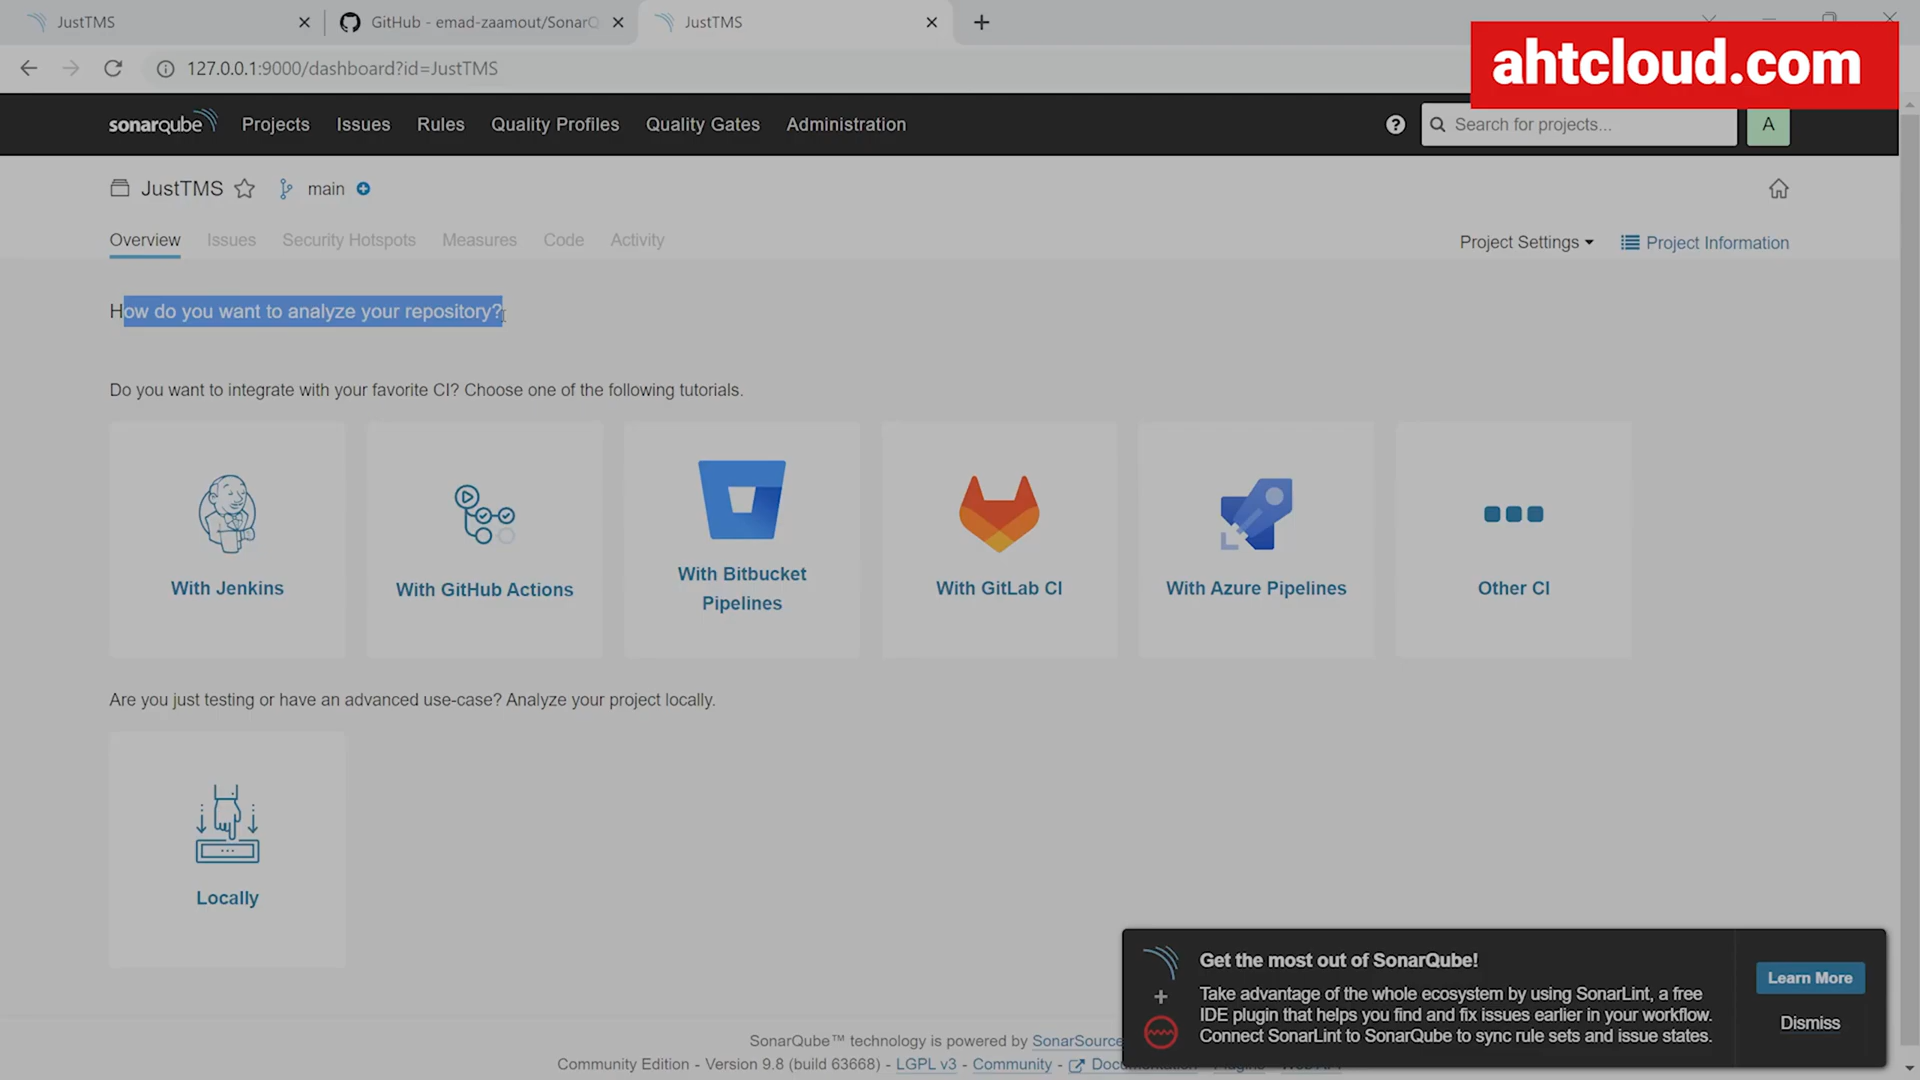 JustTMS
GitHub - emad-zaamout/SonarQ
JustTMS
127.0.0.1:9000/dashboard?id=JustTMS
ahtcloud.com
sonarqube
Projects
Issues
Rules
Quality Profiles
Quality Gates
Administration
?
Search for projects...
A
JustTMS
main
Overview
Issues
Security Hotspots
Measures
Code
Activity
Project Settings
Project Information
How do you want to analyze your repository?
Do you want to integrate with your favorite CI? Choose one of the following tutorials.
With Jenkins
With GitHub Actions
With Bitbucket
Pipelines
With GitLab CI
With Azure Pipelines
Other CI
Are you just testing or have an advanced use-case? Analyze your project locally.
Locally
Get the most out of SonarQube!
Take advantage of the whole ecosystem by using SonarLint, a free
IDE plugin that helps you find and fix issues earlier in your workflow.
Connect SonarLint to SonarQube to sync rule sets and issue states.
Learn More
Dismiss
SonarQube™ technology is powered by SonarSource
Community Edition - Version 9.8 (build 63668) - LGPL v3 - Community -